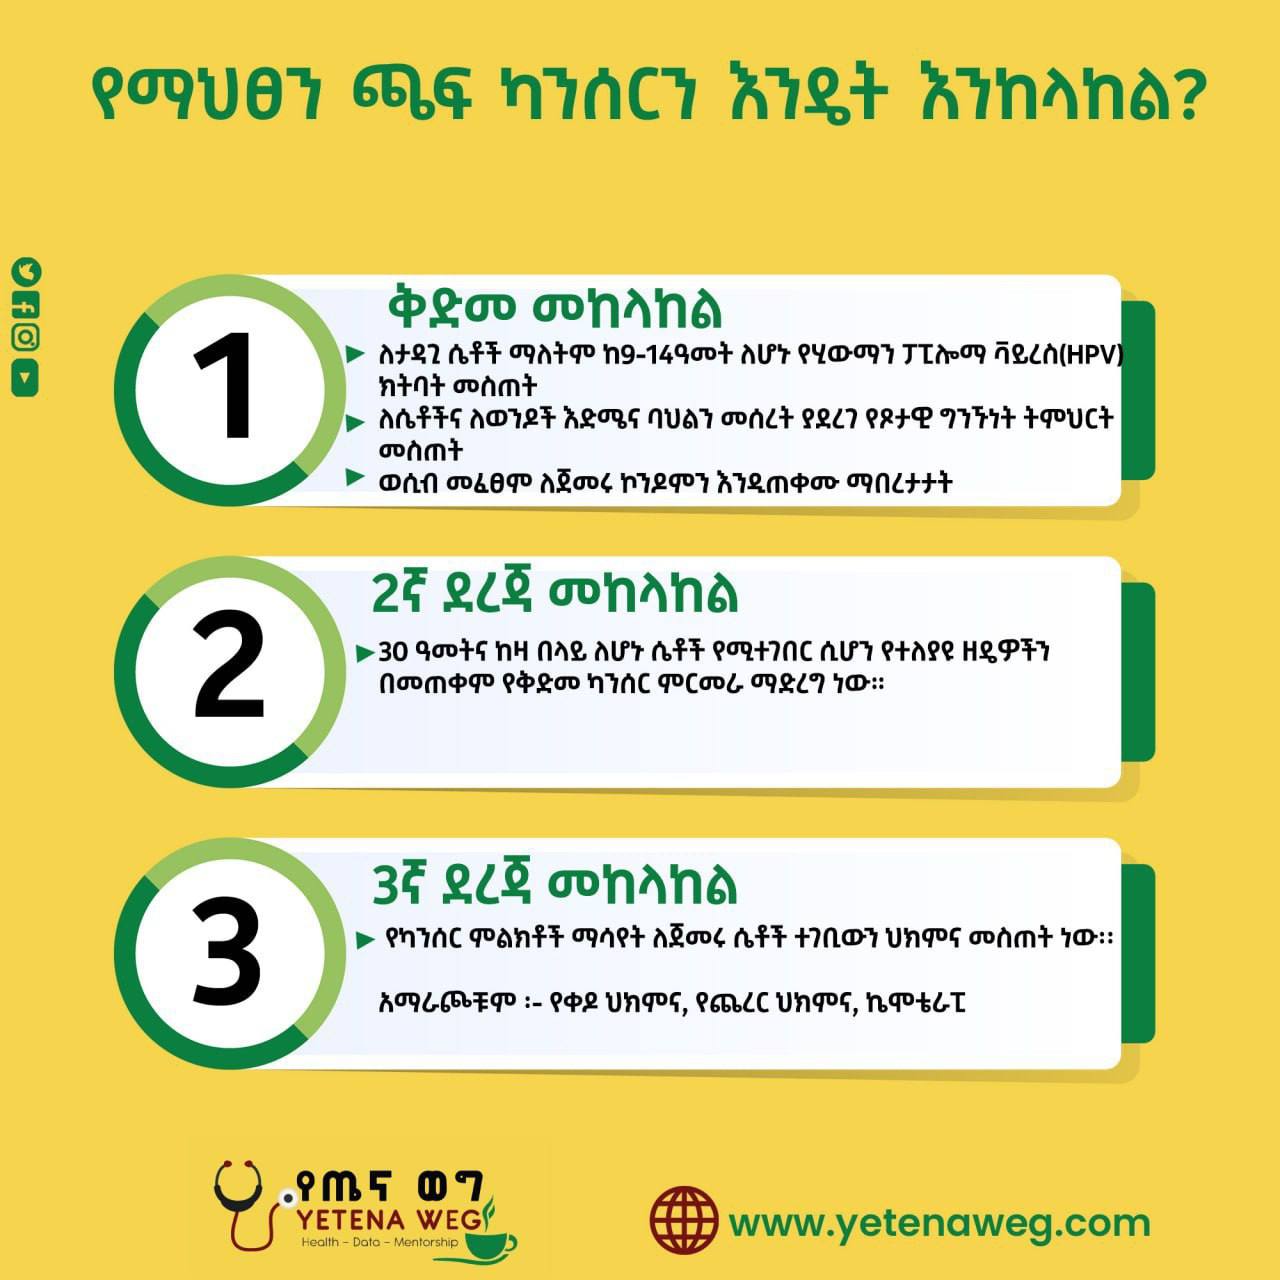 የማህፀን ጫፍ ካንሰርን እንዴት እንከላከል?
1
ቅድመ መከላከል
ለታዳጊ ሴቶች ማለትም ከ9-14ዓመት ለሆኑ የሂውማን ፓፒሎማ ቫይረስ(HPV)
ክትባት መስጠት
ለሴቶችና ለወንዶች እድሜና ባህልን መሰረት ያደረገ የጾታዊ ግንኙነት ትምህርት
መስጠት
ወሲብ መፈፀም ለጀመሩ ኮንዶምን እንዲጠቀሙ ማበረታታት
2
2ኛ ደረጃ መከላከል
30 ዓመትና ከዛ በላይ ለሆኑ ሴቶች የሚተገበር ሲሆን የተለያዩ ዘዴዎችን
በመጠቀም የቅድመ ካንሰር ምርመራ ማድረግ ነው።
3
3ኛ ደረጃ መከላከል
የካንሰር ምልክቶች ማሳየት ለጀመሩ ሴቶች ተገቢውን ህክምና መስጠት ነው።
አማራጮቹም ፡- የቀዶ ህክምና, የጨረር ህክምና, ኬሞቴራፒ
የጤና ወግ
YETENA WEG
Health - Data - Mentorship
www.yetenaweg.com